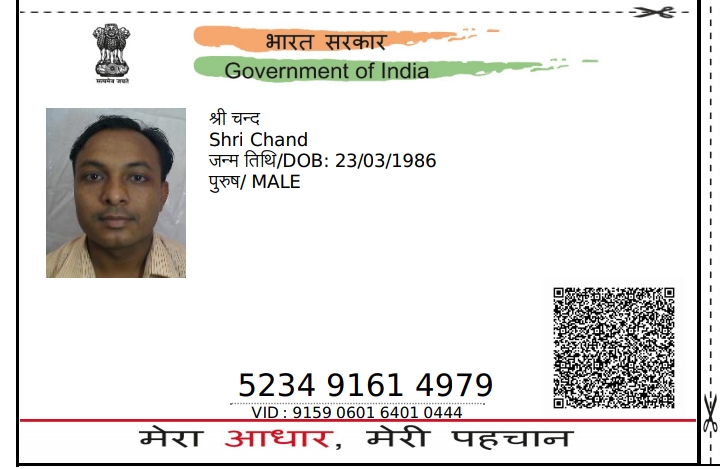 भारत सरकार
Government of India
सत्यमेव जयते
श्री चन्द
Shri Chand
जन्म तिथि/DOB: 23/03/1986
पुरुष/ MALE
5234 9161 4979
VID : 9159 0601 6401 0444
मेरा आधार, मेरी पहचान